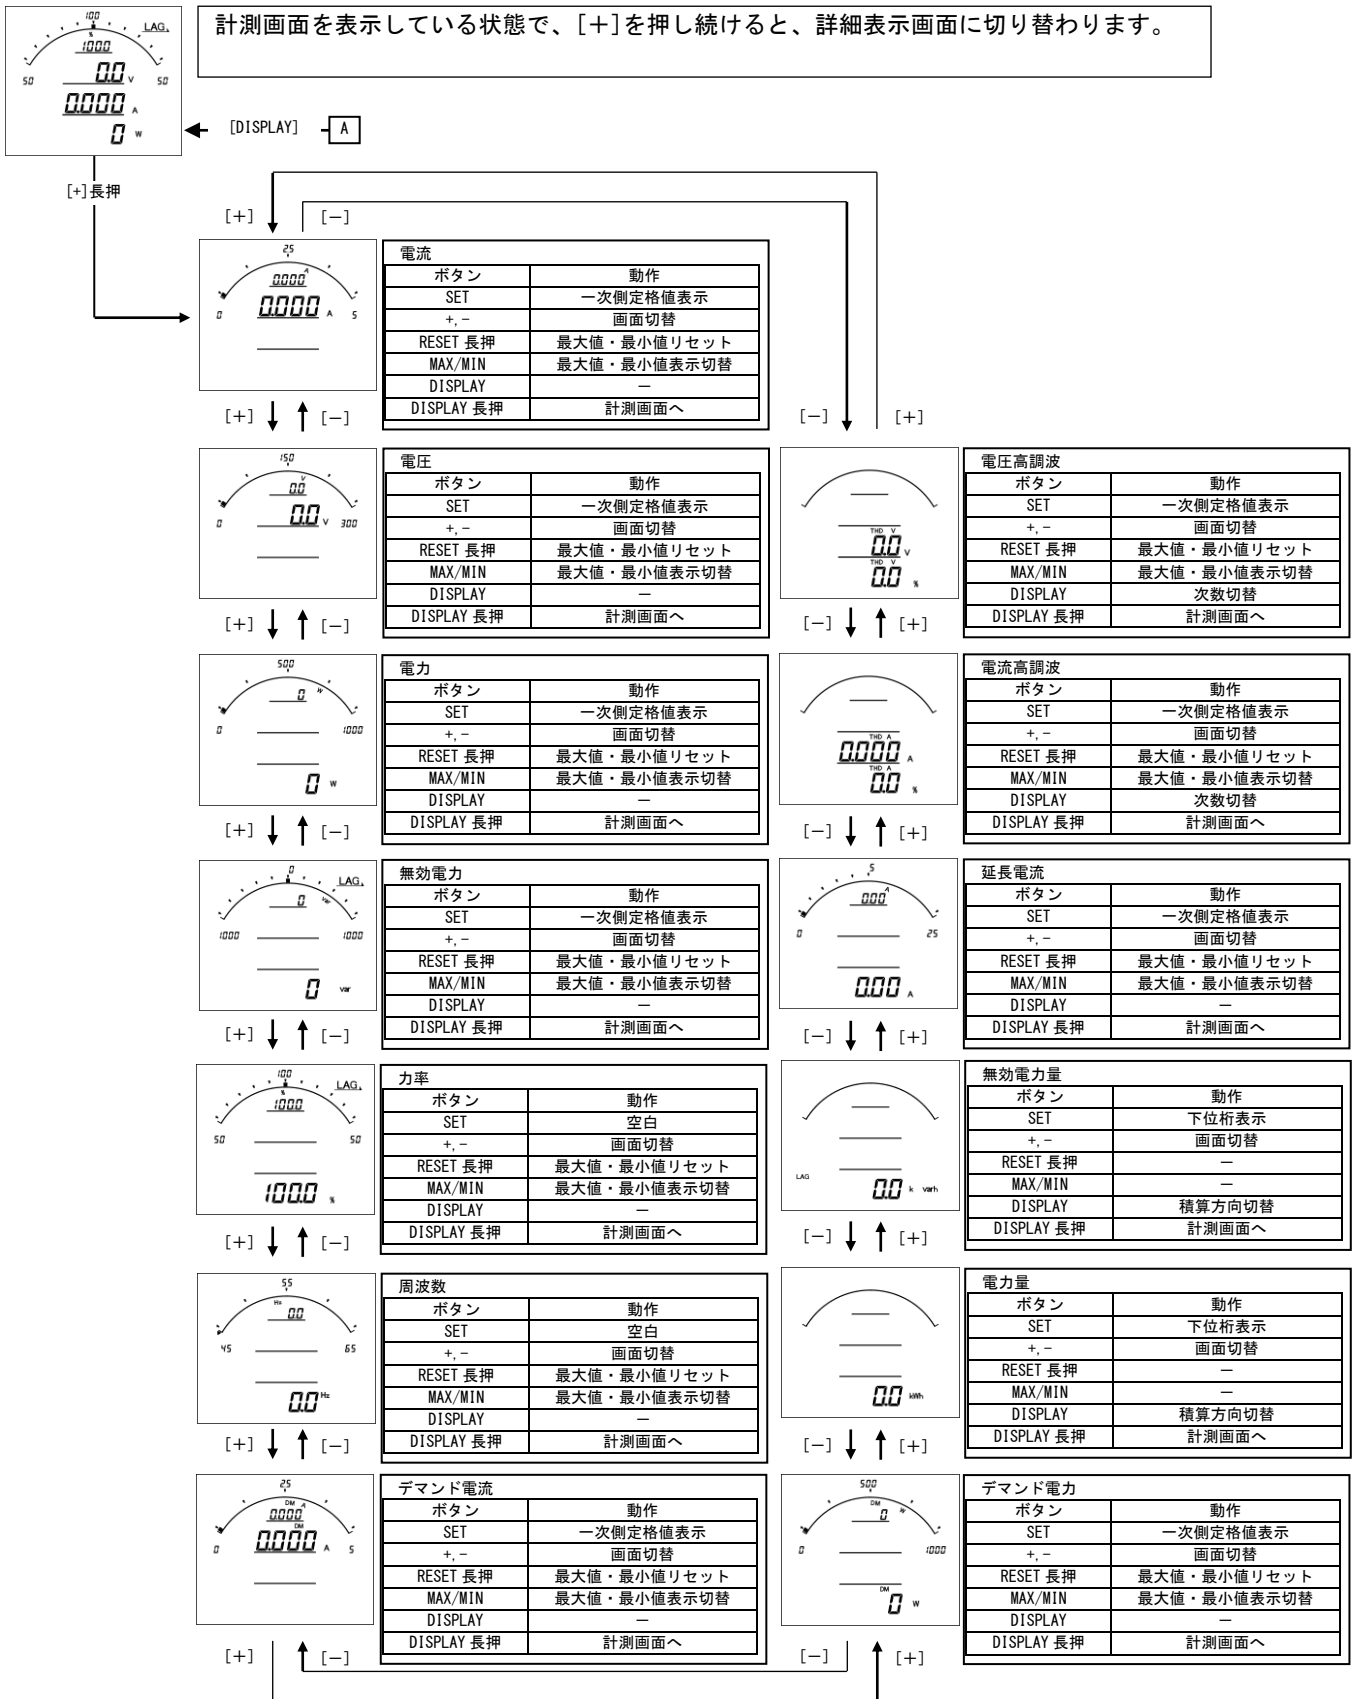 計測画面を表示している状態で、[＋]を押し続けると、詳細表示画面に切り替わります。
100
LAG.
%
100.0
50
50
0.0 V
0.000 A
0 W
[DISPLAY]
A
[+]長押
[＋]
[－]
25
0.000 A
0.000 A
0
5
電流
ボタン 動作
SET 一次側定格値表示
+,− 画面切替
RESET 長押 最大値・最小値リセット
MAX/MIN 最大値・最小値表示切替
DISPLAY －
DISPLAY 長押 計測画面へ
[＋]
[－]
[－]
[＋]
150
V
0.0
0.0 V
0
300
電圧
ボタン 動作
SET 一次側定格値表示
+,− 画面切替
RESET 長押 最大値・最小値リセット
MAX/MIN 最大値・最小値表示切替
DISPLAY －
DISPLAY 長押 計測画面へ
THD V
0.0 V
THD V
0.0 %
電圧高調波
ボタン 動作
SET 一次側定格値表示
+,− 画面切替
RESET 長押 最大値・最小値リセット
MAX/MIN 最大値・最小値表示切替
DISPLAY 次数切替
DISPLAY 長押 計測画面へ
[＋]
[－]
[－]
[＋]
500
0 W
0
1000
0 W
電力
ボタン 動作
SET 一次側定格値表示
+,− 画面切替
RESET 長押 最大値・最小値リセット
MAX/MIN 最大値・最小値表示切替
DISPLAY －
DISPLAY 長押 計測画面へ
THD A
0.000 A
THD A
0.0 %
電流高調波
ボタン 動作
SET 一次側定格値表示
+,− 画面切替
RESET 長押 最大値・最小値リセット
MAX/MIN 最大値・最小値表示切替
DISPLAY 次数切替
DISPLAY 長押 計測画面へ
[＋]
[－]
[－]
[＋]
0
LAG.
0 var
1000
1000
0 var
無効電力
ボタン 動作
SET 一次側定格値表示
+,− 画面切替
RESET 長押 最大値・最小値リセット
MAX/MIN 最大値・最小値表示切替
DISPLAY －
DISPLAY 長押 計測画面へ
5
0.00 A
0
25
0.00 A
延長電流
ボタン 動作
SET 一次側定格値表示
+,− 画面切替
RESET 長押 最大値・最小値リセット
MAX/MIN 最大値・最小値表示切替
DISPLAY －
DISPLAY 長押 計測画面へ
[＋]
[－]
[－]
[＋]
100
LAG.
%
100.0
50
50
100.0 %
力率
ボタン 動作
SET 空白
+,− 画面切替
RESET 長押 最大値・最小値リセット
MAX/MIN 最大値・最小値表示切替
DISPLAY －
DISPLAY 長押 計測画面へ
LAG
0.0 k varh
無効電力量
ボタン 動作
SET 下位桁表示
+,− 画面切替
RESET 長押 －
MAX/MIN －
DISPLAY 積算方向切替
DISPLAY 長押 計測画面へ
[＋]
[－]
[－]
[＋]
55
Hz
0.0
45
65
0.0 Hz
周波数
ボタン 動作
SET 空白
+,− 画面切替
RESET 長押 最大値・最小値リセット
MAX/MIN 最大値・最小値表示切替
DISPLAY －
DISPLAY 長押 計測画面へ
0.0 kWh
電力量
ボタン 動作
SET 下位桁表示
+,− 画面切替
RESET 長押 －
MAX/MIN －
DISPLAY 積算方向切替
DISPLAY 長押 計測画面へ
[＋]
[－]
[－]
[＋]
25
DM A
0.000
DM
0.000 A
0
5
デマンド電流
ボタン 動作
SET 一次側定格値表示
+,− 画面切替
RESET 長押 最大値・最小値リセット
MAX/MIN 最大値・最小値表示切替
DISPLAY －
DISPLAY 長押 計測画面へ
500
DM
0 W
0
1000
DM
0 W
デマンド電力
ボタン 動作
SET 一次側定格値表示
+,− 画面切替
RESET 長押 最大値・最小値リセット
MAX/MIN 最大値・最小値表示切替
DISPLAY －
DISPLAY 長押 計測画面へ
[＋]
[－]
[－]
[＋]